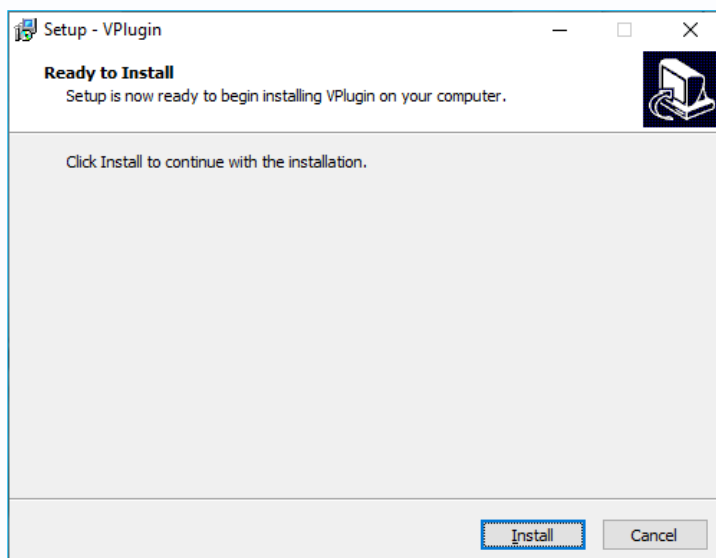 Setup - VPlugin
Ready to Install
Setup is now ready to begin installing VPlugin on your computer.
Click Install to continue with the installation.
Install
Cancel